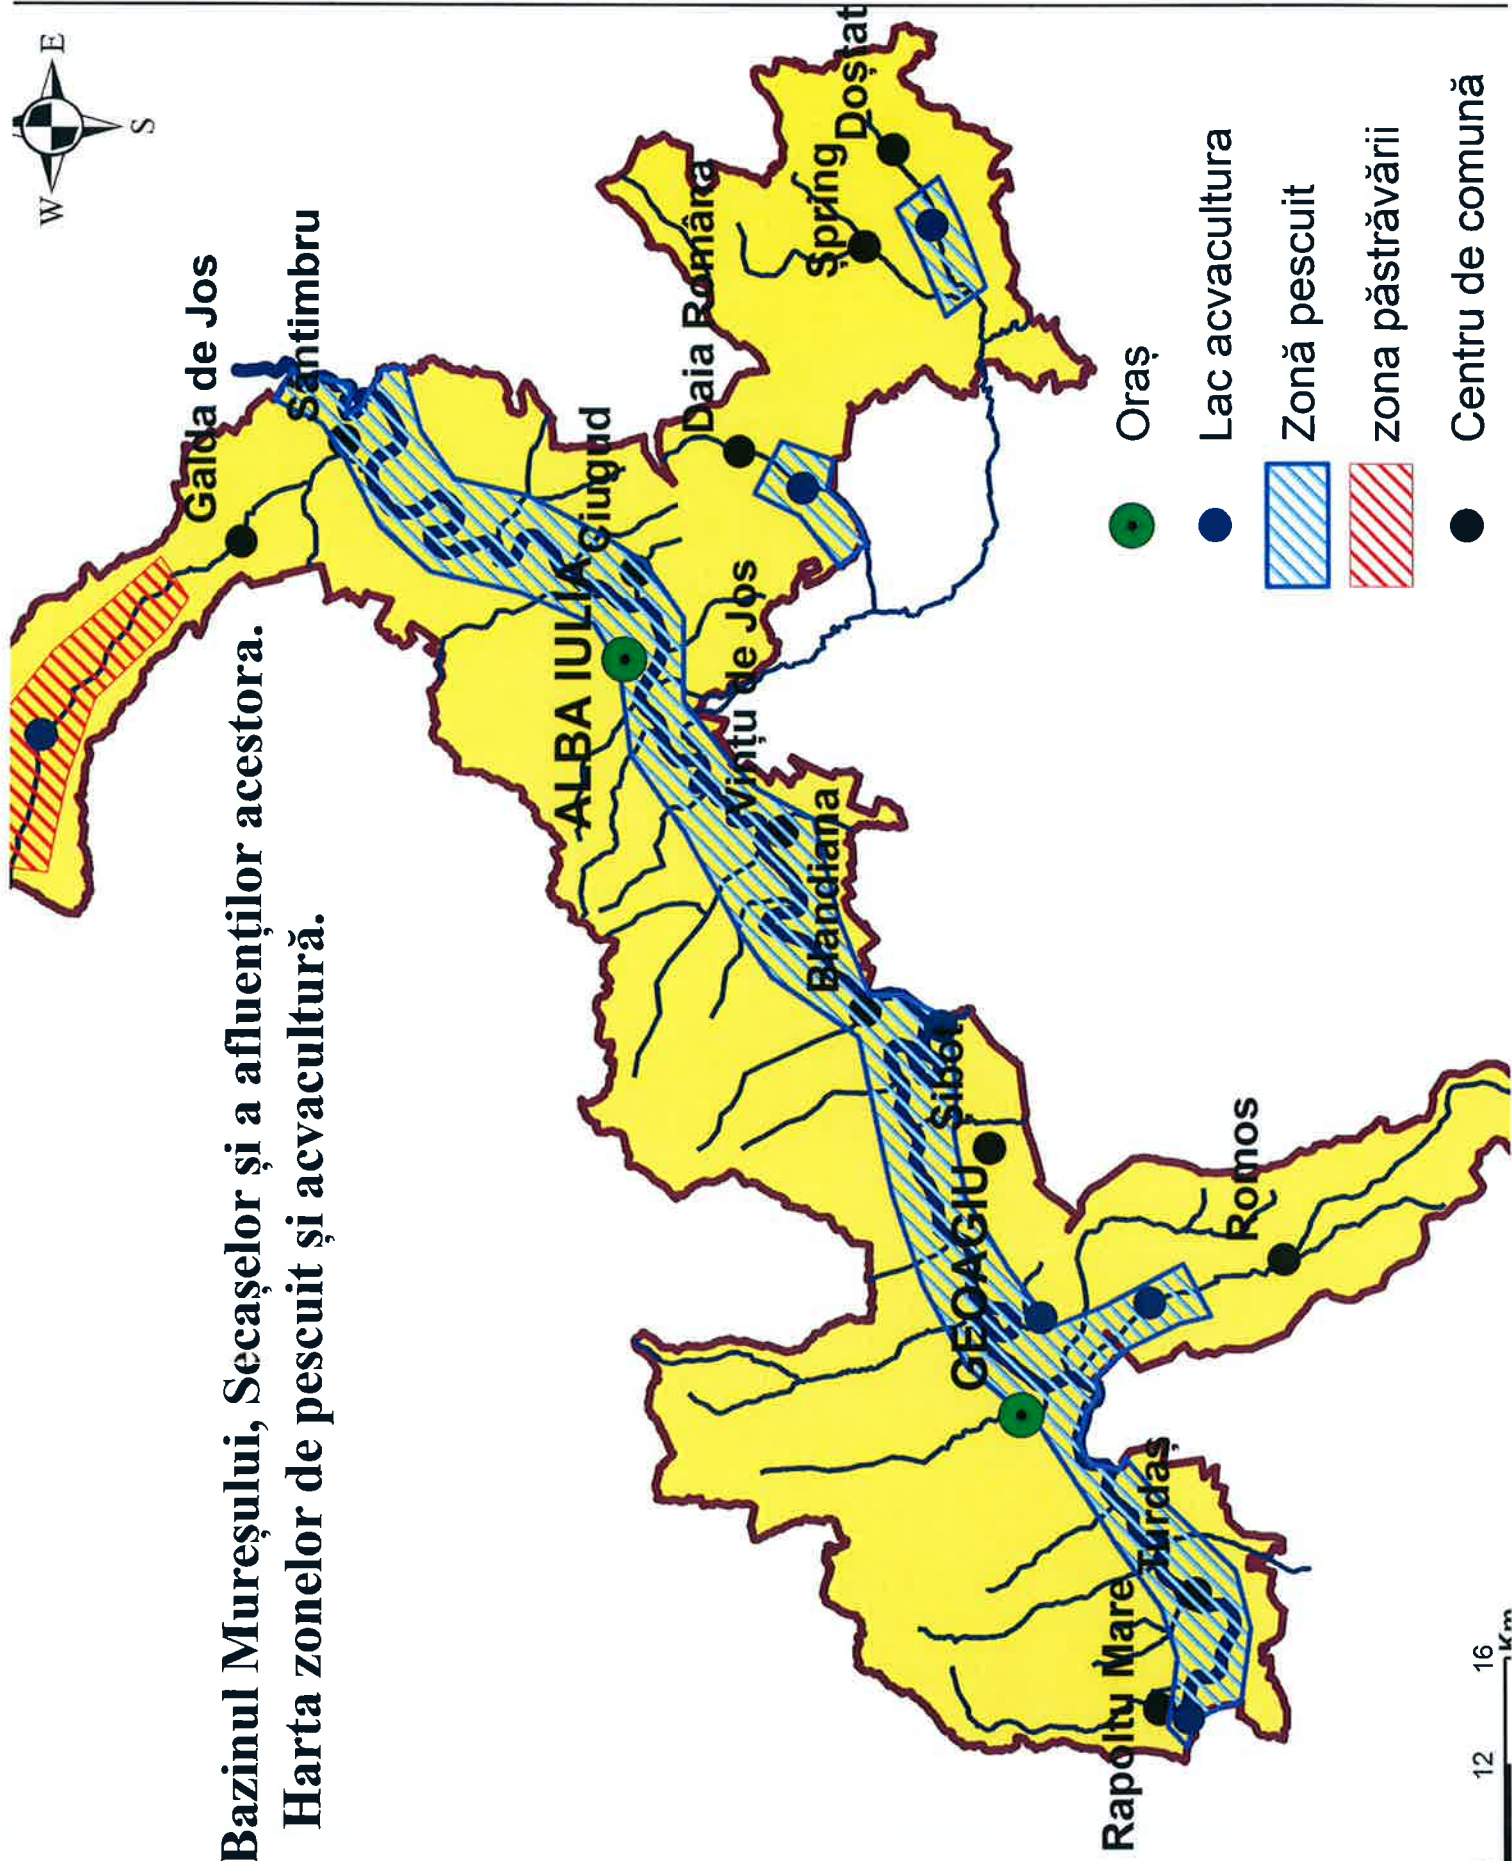 Bazinul Mureșului, Secașelor și a afluenților acestora.
Harta zonelor de pescuit și acvacultură.
W
E
S
Galda de Jos
Sântimbru
ALBA IULIA
Ciugud
Daia Română
Șpring
Doștat
Vințu de Jos
Blandiana
Șibot
GEOAGIU
Romos
Turdaș
Rapoltu Mare
Oraș
Lac acvacultura
Zonă pescuit
zona păstrăvării
Centru de comună
12
16
Km